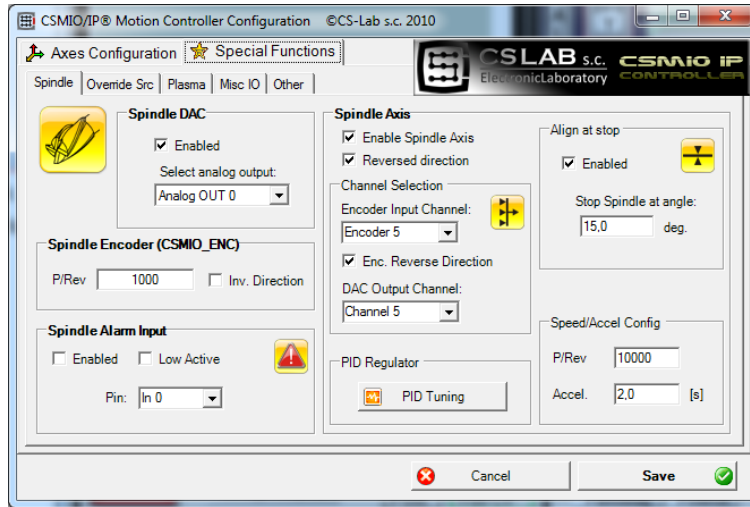 CSMIO/IP® Motion Controller Configuration ©CS-Lab s.c. 2010
Axes Configuration Special Functions
CSLAB s.c.
ElectronicLaboratory
CSMIO IP
CONTROLLER
Spindle Override Src Plasma Misc IO Other
Spindle DAC
Enabled
Select analog output:
Analog OUT 0
Spindle Encoder (CSMIO_ENC)
P/Rev 1000 Inv. Direction
Spindle Alarm Input
Enabled Low Active
Pin: In 0
Spindle Axis
Enable Spindle Axis
Reversed direction
Channel Selection
Encoder Input Channel:
Encoder 5
Enc. Reverse Direction
DAC Output Channel:
Channel 5
PID Regulator
PID Tuning
Align at stop
Enabled
Stop Spindle at angle:
15,0 deg.
Speed/Accel Config
P/Rev 10000
Accel. 2,0 [s]
Cancel Save